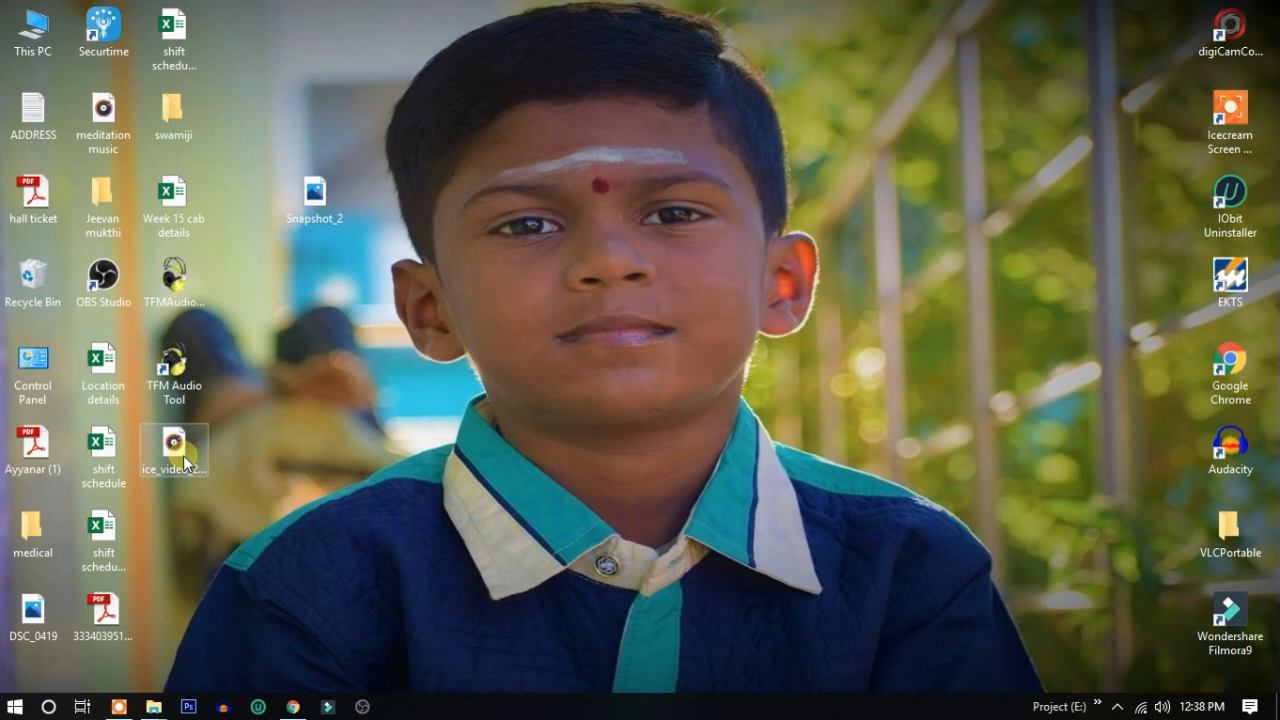 This PC
Securtime
shift
schedu...
ADDRESS
meditation
music
swamiji
hall ticket
Jeevan
mukthi
Week 15 cab
details
Snapshot_2
Recycle Bin
OBS Studio
TFMAudio...
Control
Panel
Location
details
TFM Audio
Tool
Ayyanar (1)
shift
schedule
medical
shift
schedu...
DSC_0419
333403951...
digiCamCo...
Icecream
Screen ...
IObit
Uninstaller
EKTS
Google
Chrome
Audacity
VLCPortable
Wondershare
Filmora9
Project (E:)
12:38 PM